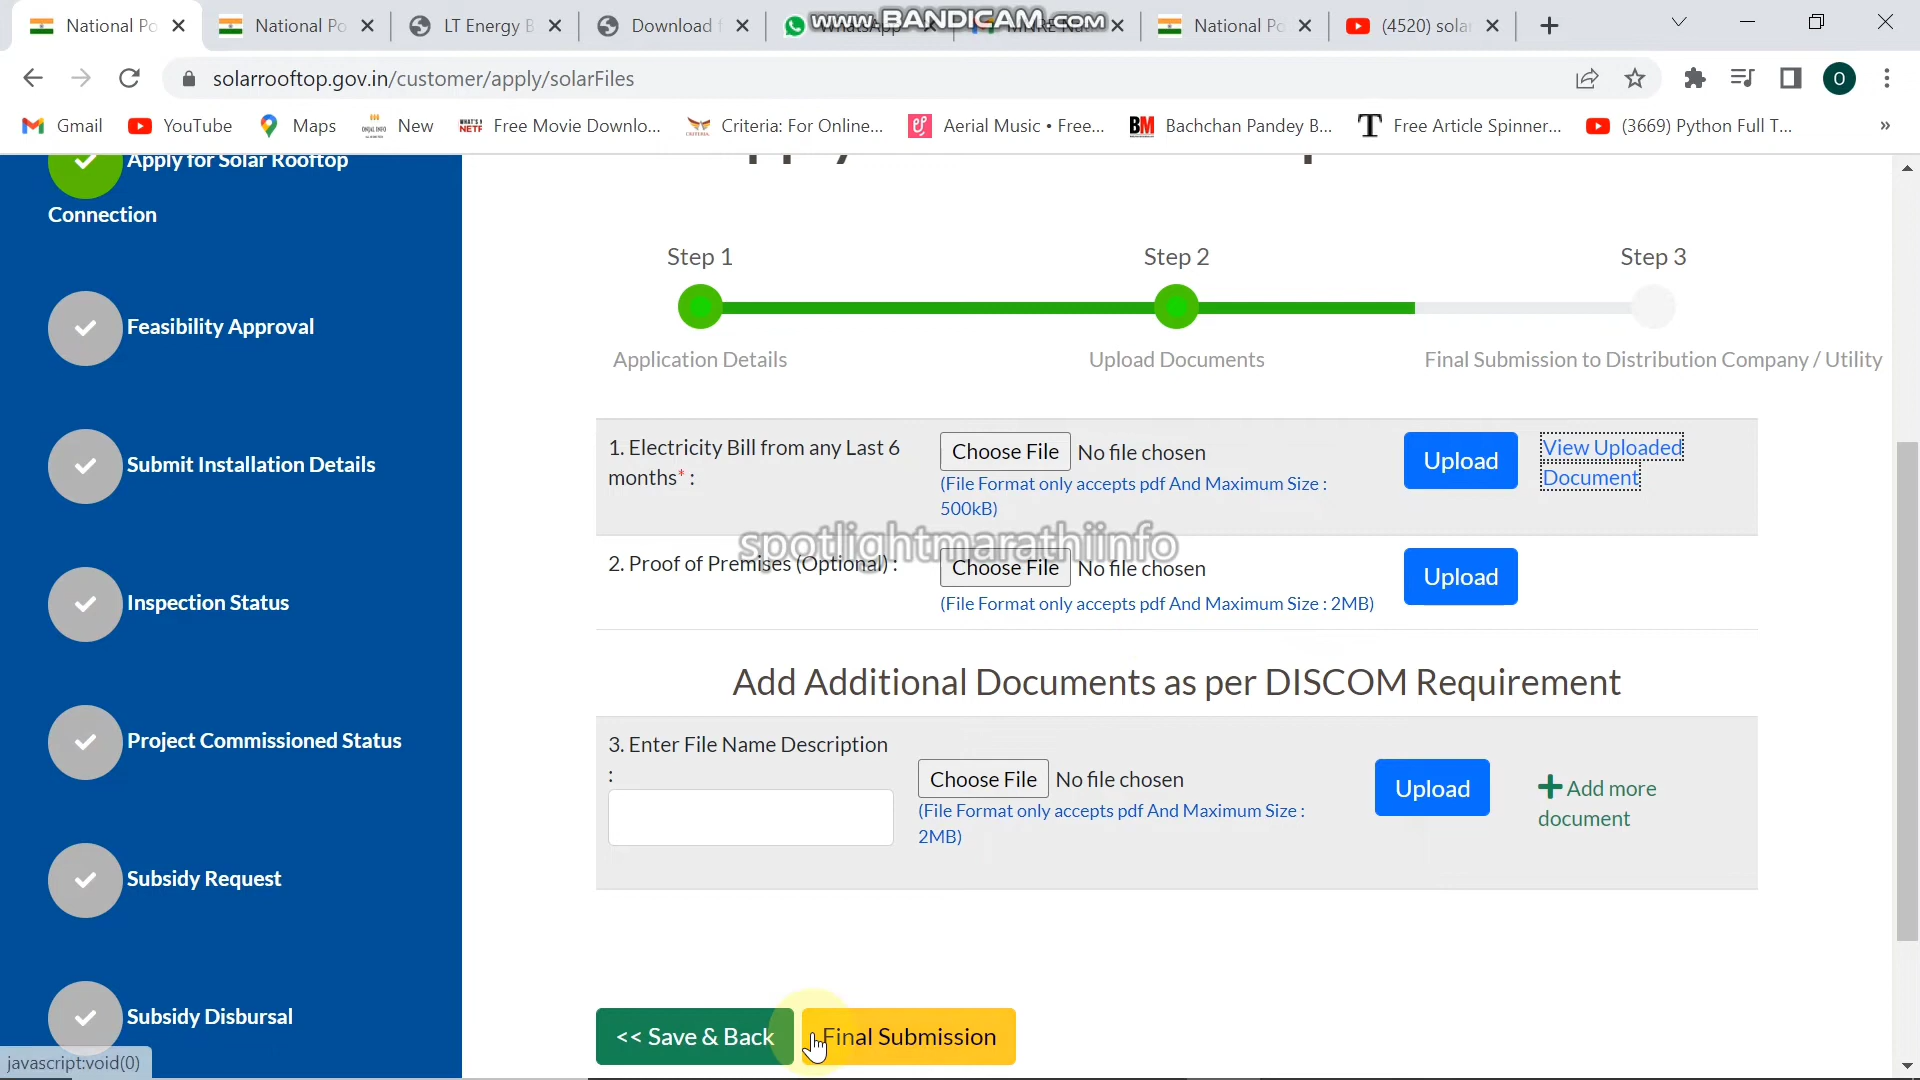 National Po
National Po
LT Energy B
Download f
WhatsApp
National Po
(4520) solar
www.BANDICAM.com
solarrooftop.gov.in/customer/apply/solarFiles
O
Gmail
YouTube
Maps
New
Free Movie Downlo...
Criteria: For Online...
Aerial Music • Free...
BM
Bachchan Pandey B...
T
Free Article Spinner...
(3669) Python Full T...
»
Apply for Solar Rooftop
Connection
Feasibility Approval
Submit Installation Details
Inspection Status
Project Commissioned Status
Subsidy Request
Subsidy Disbursal
Step 1
Step 2
Step 3
Application Details
Upload Documents
Final Submission to Distribution Company / Utility
1. Electricity Bill from any Last 6
months* :
Choose File No file chosen
(File Format only accepts pdf And Maximum Size :
500kB)
Upload
View Uploaded
Document
spotlightmarathiinfo
2. Proof of Premises (Optional) :
Choose File No file chosen
(File Format only accepts pdf And Maximum Size : 2MB)
Upload
Add Additional Documents as per DISCOM Requirement
3. Enter File Name Description
:
Choose File No file chosen
(File Format only accepts pdf And Maximum Size :
2MB)
Upload
Add more
document
<< Save & Back
Final Submission
javascript:void(0)